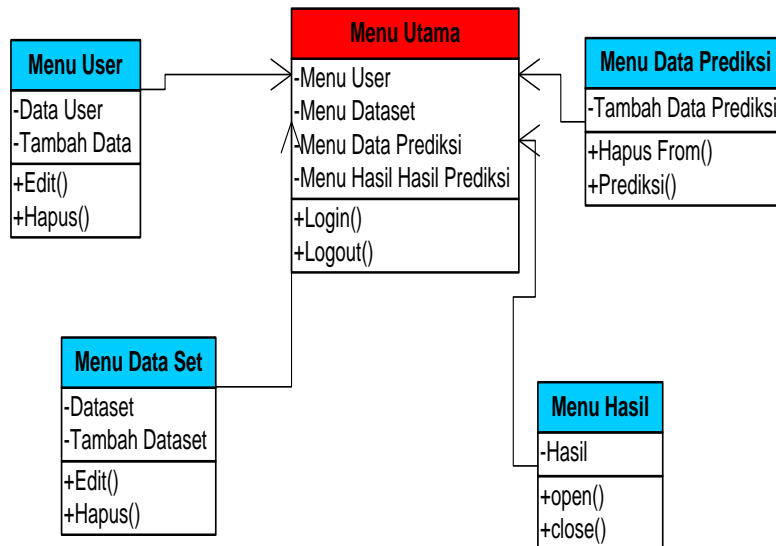 Menu User
-Data User
-Tambah Data
+Edit()
+Hapus()
Menu Utama
-Menu User
-Menu Dataset
-Menu Data Prediksi
-Menu Hasil Hasil Prediksi
+Login()
+Logout()
Menu Data Prediksi
-Tambah Data Prediksi
+Hapus From()
+Prediksi()
Menu Data Set
-Dataset
-Tambah Dataset
+Edit()
+Hapus()
Menu Hasil
-Hasil
+open()
+close()